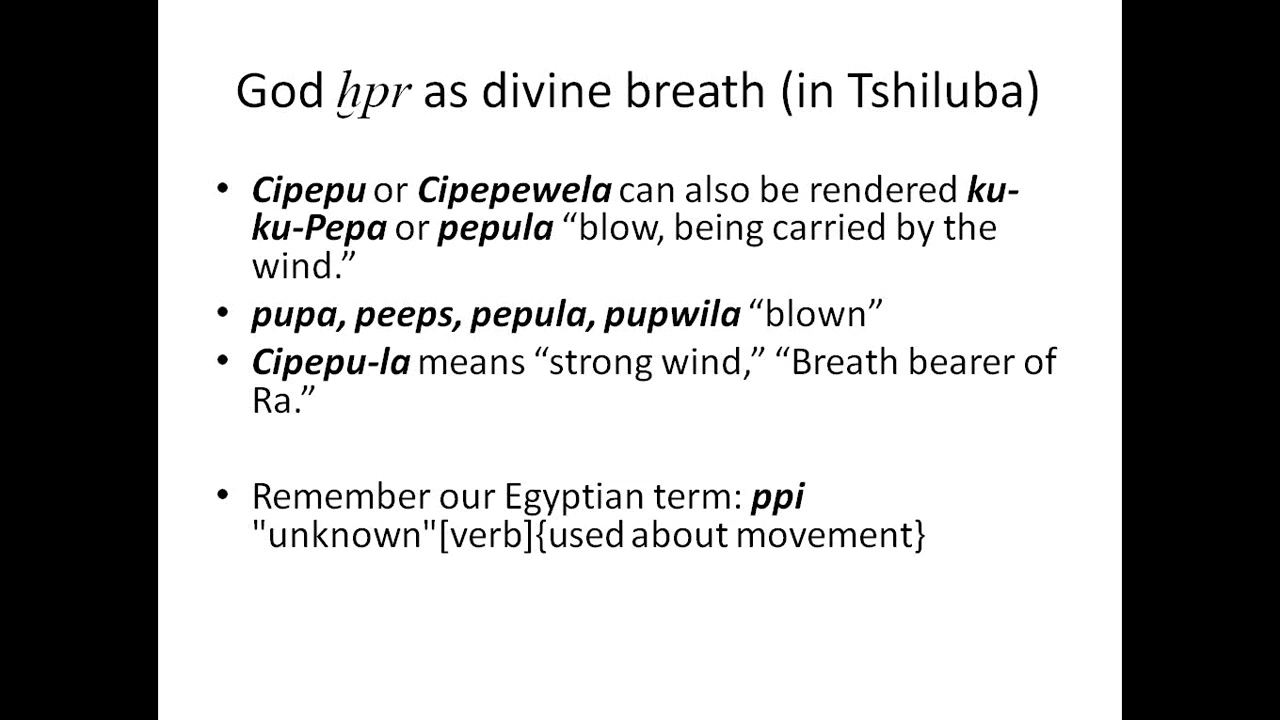 God ḫpr as divine breath (in Tshiluba)
• Cipepu or Cipepewela can also be rendered ku-
ku-Pepa or pepula “blow, being carried by the
wind.”
• pupa, peeps, pepula, pupwila “blown”
• Cipepu-la means “strong wind,” “Breath bearer of
Ra.”
• Remember our Egyptian term: ppi
"unknown"[verb]{used about movement}